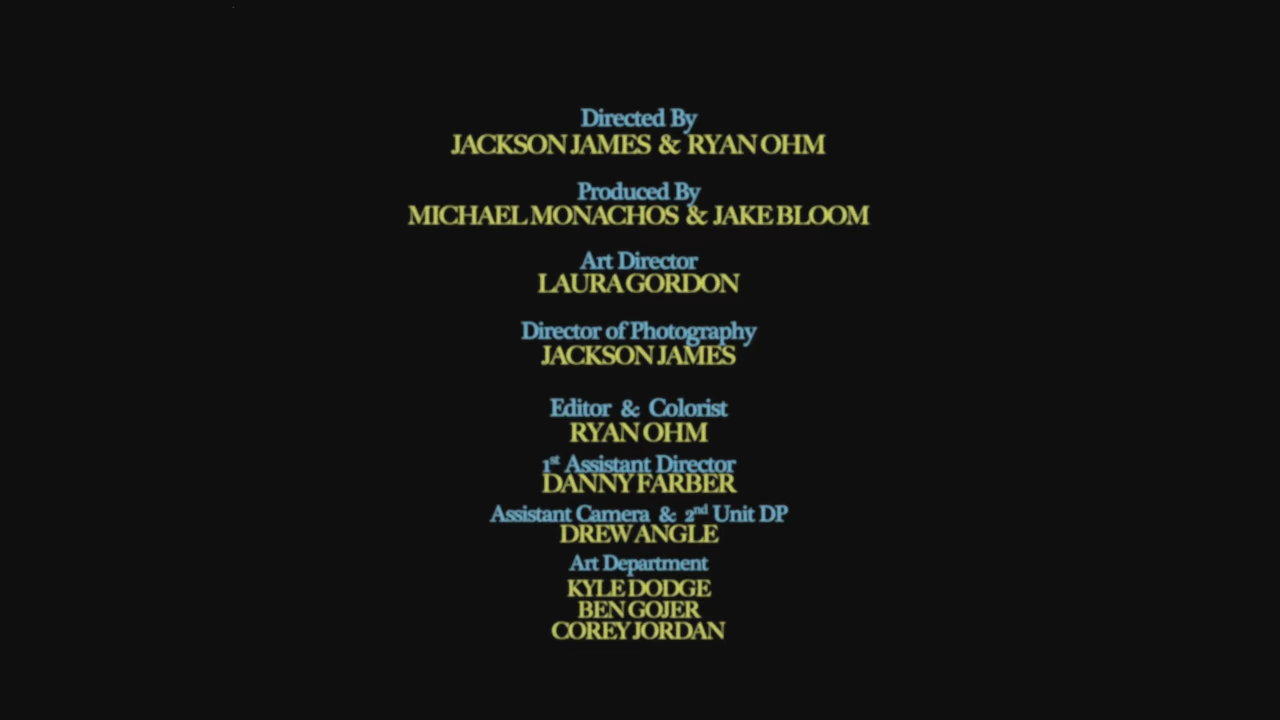 Directed By
JACKSON JAMES & RYAN OHM
Produced By
MICHAEL MONACHOS & JAKE BLOOM
Art Director
LAURA GORDON
Director of Photography
JACKSON JAMES
Editor & Colorist
RYAN OHM
1st Assistant Director
DANNY FARBER
Assistant Camera & 2nd Unit DP
DREW ANGLE
Art Department
KYLE DODGE
BEN GOJER
COREY JORDAN